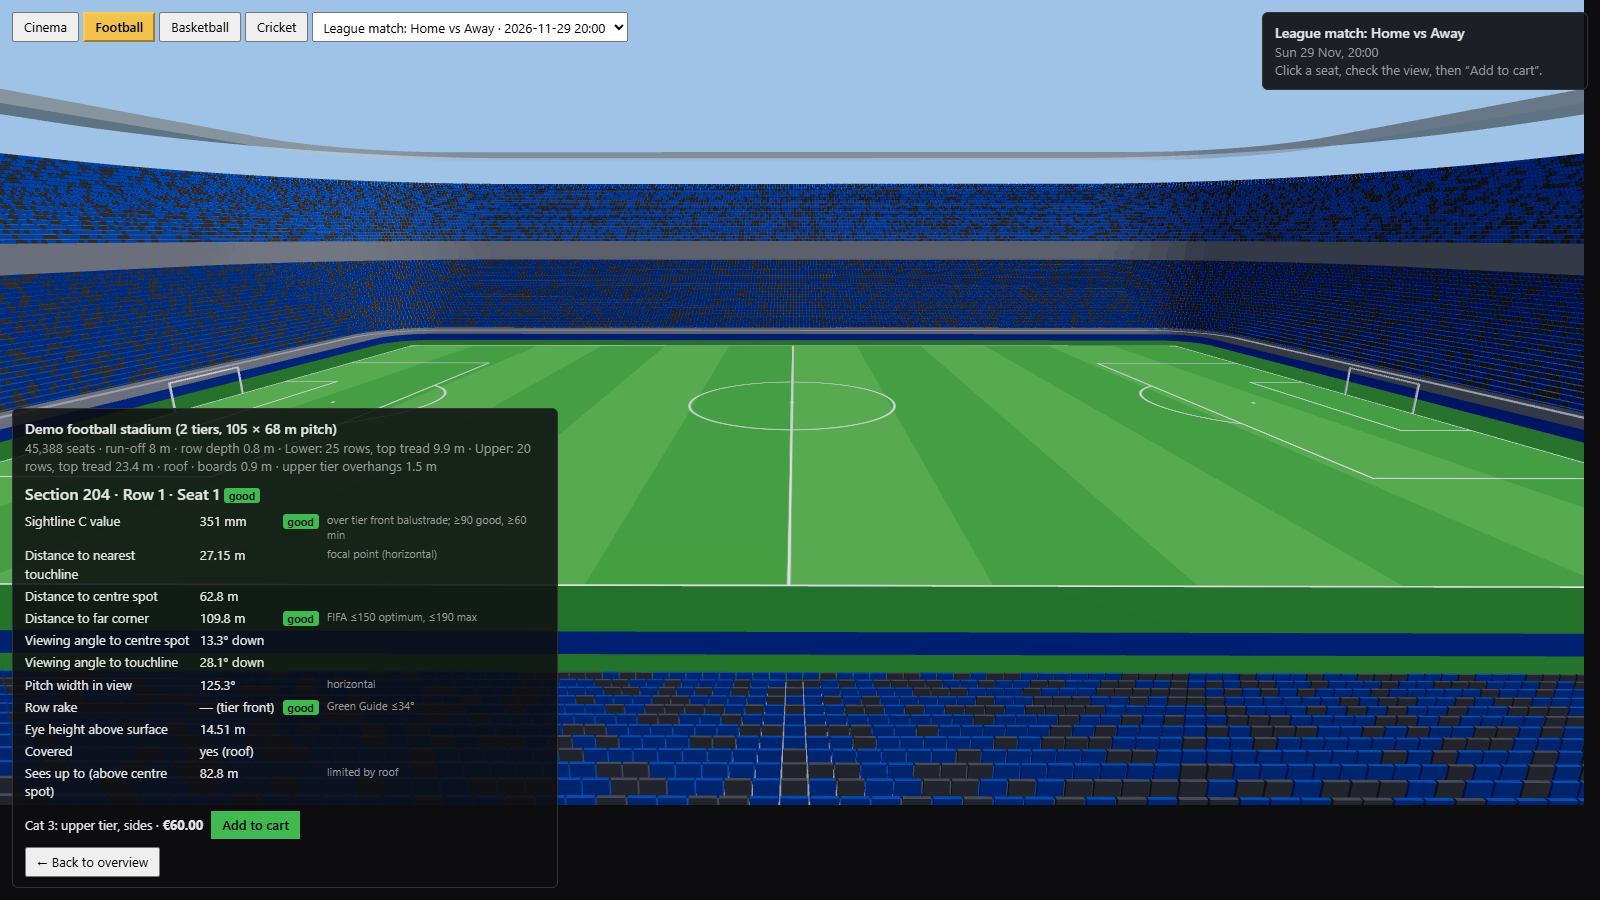 Cinema
Football
Basketball
Cricket
League match: Home vs Away · 2026-11-29 20:00
League match: Home vs Away
Sun 29 Nov, 20:00
Click a seat, check the view, then “Add to cart”.
Demo football stadium (2 tiers, 105 × 68 m pitch)
45,388 seats · run-off 8 m · row depth 0.8 m · Lower: 25 rows, top tread 9.9 m · Upper: 20
rows, top tread 23.4 m · roof · boards 0.9 m · upper tier overhangs 1.5 m
Section 204 · Row 1 · Seat 1 good
Sightline C value 351 mm good over tier front balustrade; ≥90 good, ≥60
min
Distance to nearest 27.15 m focal point (horizontal)
touchline
Distance to centre spot 62.8 m
Distance to far corner 109.8 m good FIFA ≤150 optimum, ≤190 max
Viewing angle to centre spot 13.3° down
Viewing angle to touchline 28.1° down
Pitch width in view 125.3° horizontal
Row rake — (tier front) good Green Guide ≤34°
Eye height above surface 14.51 m
Covered yes (roof)
Sees up to (above centre 82.8 m limited by roof
spot)
Cat 3: upper tier, sides · €60.00 Add to cart
← Back to overview